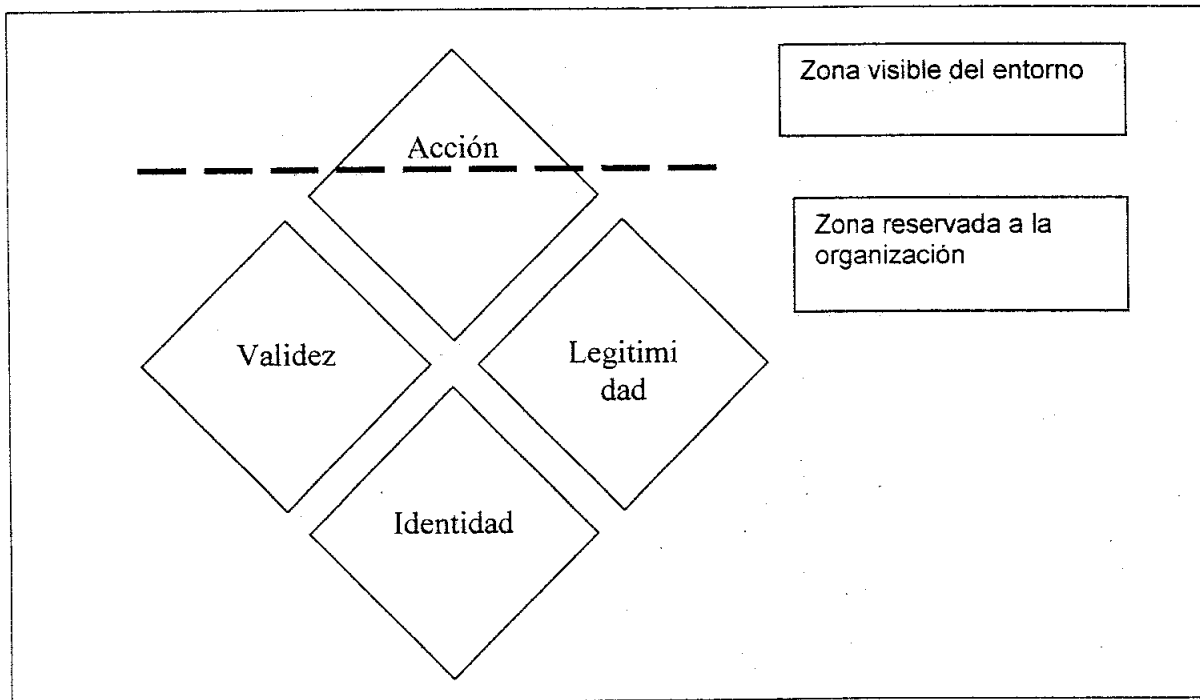 Zona visible del entorno
Acción
Zona reservada a la
organización
Validez
Legitimi
dad
Identidad